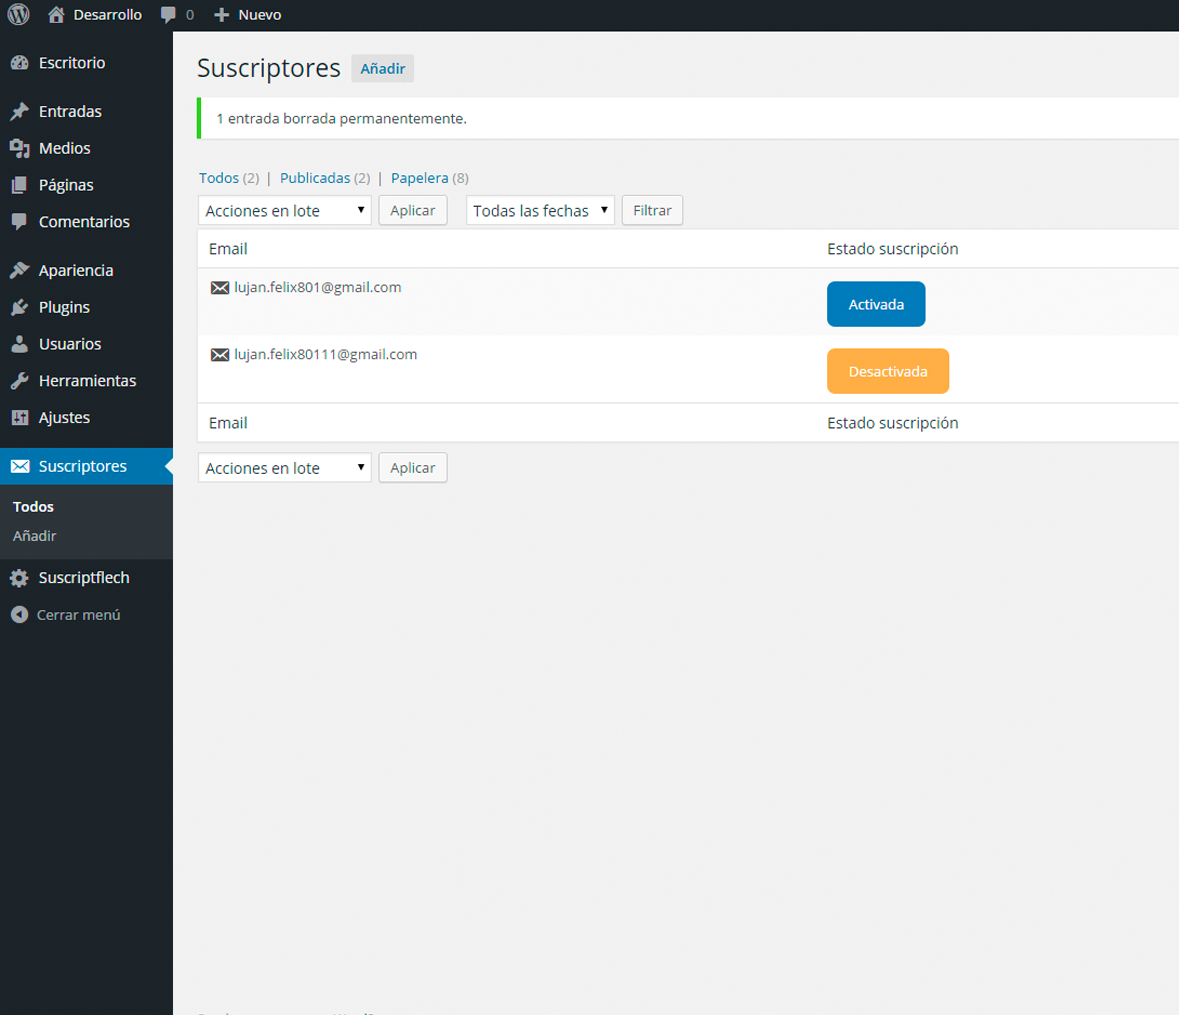 Desarrollo 0 Nuevo
Escritorio
Entradas
Medios
Páginas
Comentarios
Apariencia
Plugins
Usuarios
Herramientas
Ajustes
Suscriptores
Todos
Añadir
Suscriptflech
Cerrar menú
Suscriptores Añadir
1 entrada borrada permanentemente.
Todos (2) | Publicadas (2) | Papelera (8)
Acciones en lote Aplicar Todas las fechas Filtrar
Email Estado suscripción
lujan.felix801@gmail.com Activada
lujan.felix80111@gmail.com Desactivada
Email Estado suscripción
Acciones en lote Aplicar